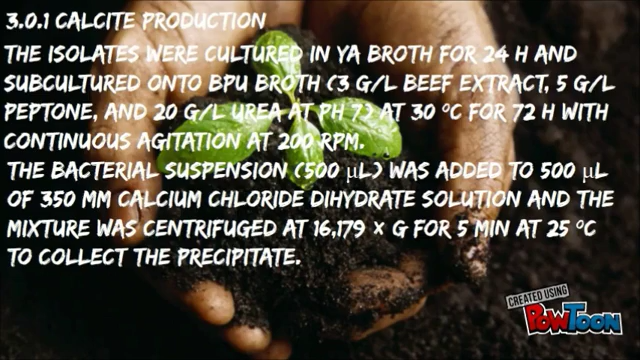 3.0.1 CALCITE PRODUCTION
THE ISOLATES WERE CULTURED IN YA BROTH FOR 24 H AND
SUBCULTURED ONTO BPU BROTH (3 G/L BEEF EXTRACT, 5 G/L
PEPTONE, AND 20 G/L UREA AT PH 7) AT 30 ºC FOR 72 H WITH
CONTINUOUS AGITATION AT 200 RPM.
THE BACTERIAL SUSPENSION (500 µL) WAS ADDED TO 500 µL
OF 350 MM CALCIUM CHLORIDE DIHYDRATE SOLUTION AND THE
MIXTURE WAS CENTRIFUGED AT 16,179 × G FOR 5 MIN AT 25 ºC
TO COLLECT THE PRECIPITATE.
CREATED USING
POWTOON